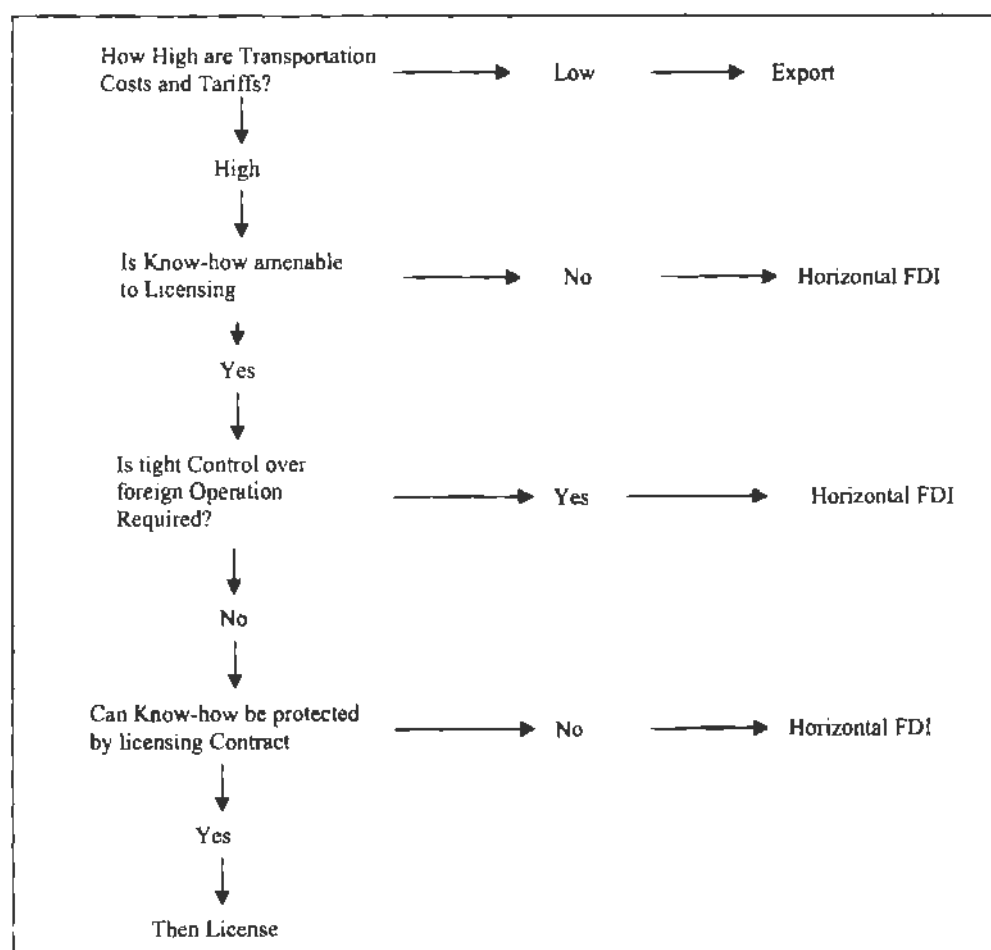 How High are Transportation
Costs and Tariffs?
Low
Export
High
Is Know-how amenable
to Licensing
No
Horizontal FDI
Yes
Is tight Control over
foreign Operation
Required?
Yes
Horizontal FDI
No
Can Know-how be protected
by licensing Contract
No
Horizontal FDI
Yes
Then License